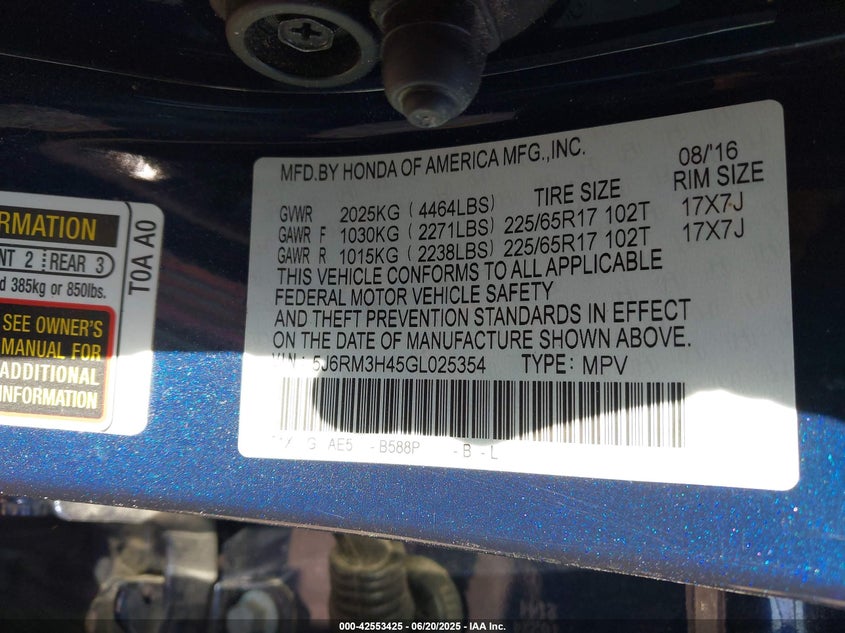 MFD.BY HONDA OF AMERICA MFG.,INC. 08/'16
TIRE SIZE RIM SIZE
GVWR 2025KG (4464LBS)
GAWR F 1030KG (2271LBS) 225/65R17 102T 17X7J
GAWR R 1015KG (2238LBS) 225/65R17 102T 17X7J
THIS VEHICLE CONFORMS TO ALL APPLICABLE
FEDERAL MOTOR VEHICLE SAFETY
AND THEFT PREVENTION STANDARDS IN EFFECT
ON THE DATE OF MANUFACTURE SHOWN ABOVE.
VIN: 5J6RM3H45GL025354 TYPE: MPV
G AE5 -B588P -B -L
REAR 3
385kg or 850lbs.
SEE OWNER'S
MANUAL FOR
ADDITIONAL
INFORMATION
T0A A0
000-42553425 - 06/20/2025 - IAA Inc.